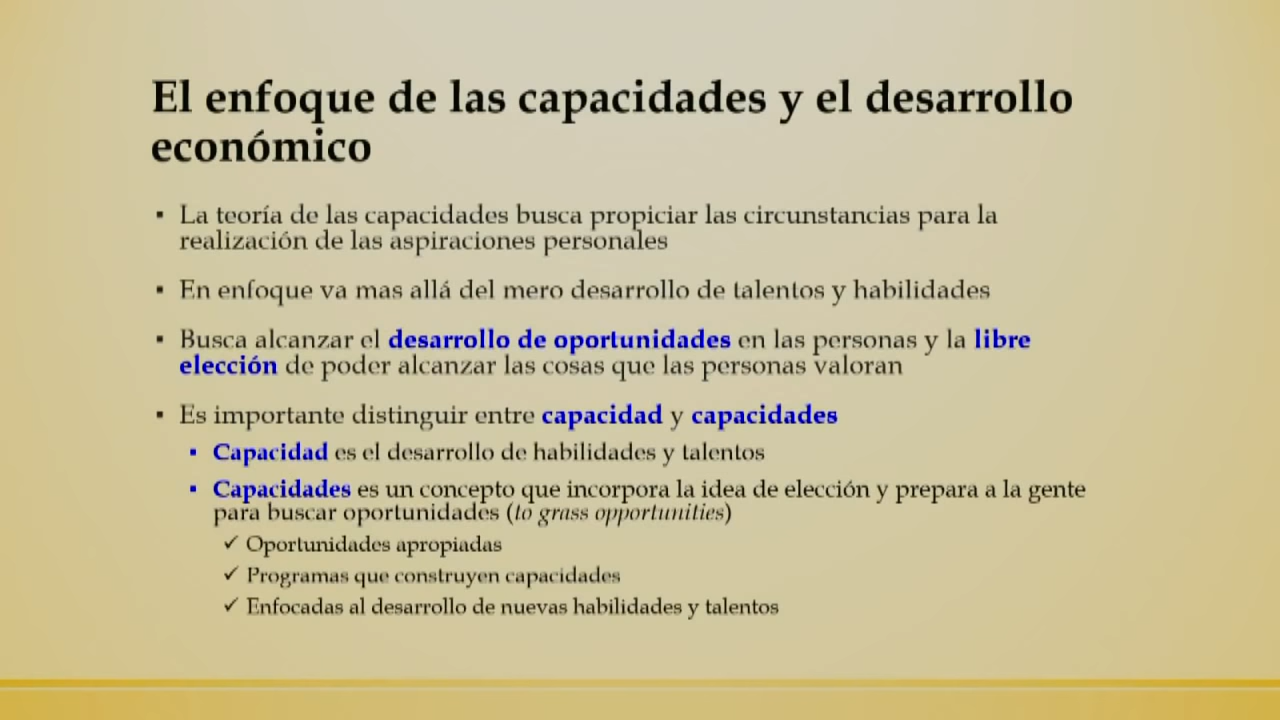 El enfoque de las capacidades y el desarrollo
económico
▪ La teoría de las capacidades busca propiciar las circunstancias para la
realización de las aspiraciones personales
▪ En enfoque va mas allá del mero desarrollo de talentos y habilidades
▪ Busca alcanzar el desarrollo de oportunidades en las personas y la libre
elección de poder alcanzar las cosas que las personas valoran
▪ Es importante distinguir entre capacidad y capacidades
▪ Capacidad es el desarrollo de habilidades y talentos
▪ Capacidades es un concepto que incorpora la idea de elección y prepara a la gente
para buscar oportunidades (to grass opportunities)
✓ Oportunidades apropiadas
✓ Programas que construyen capacidades
✓ Enfocadas al desarrollo de nuevas habilidades y talentos